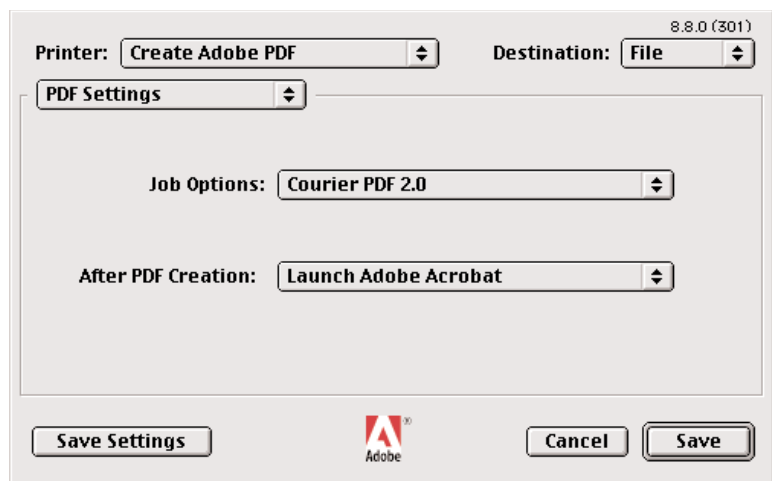 8.8.0 (301)
Printer: Create Adobe PDF Destination: File
PDF Settings
Job Options: Courier PDF 2.0
After PDF Creation: Launch Adobe Acrobat
Save Settings
®
Adobe
Cancel Save